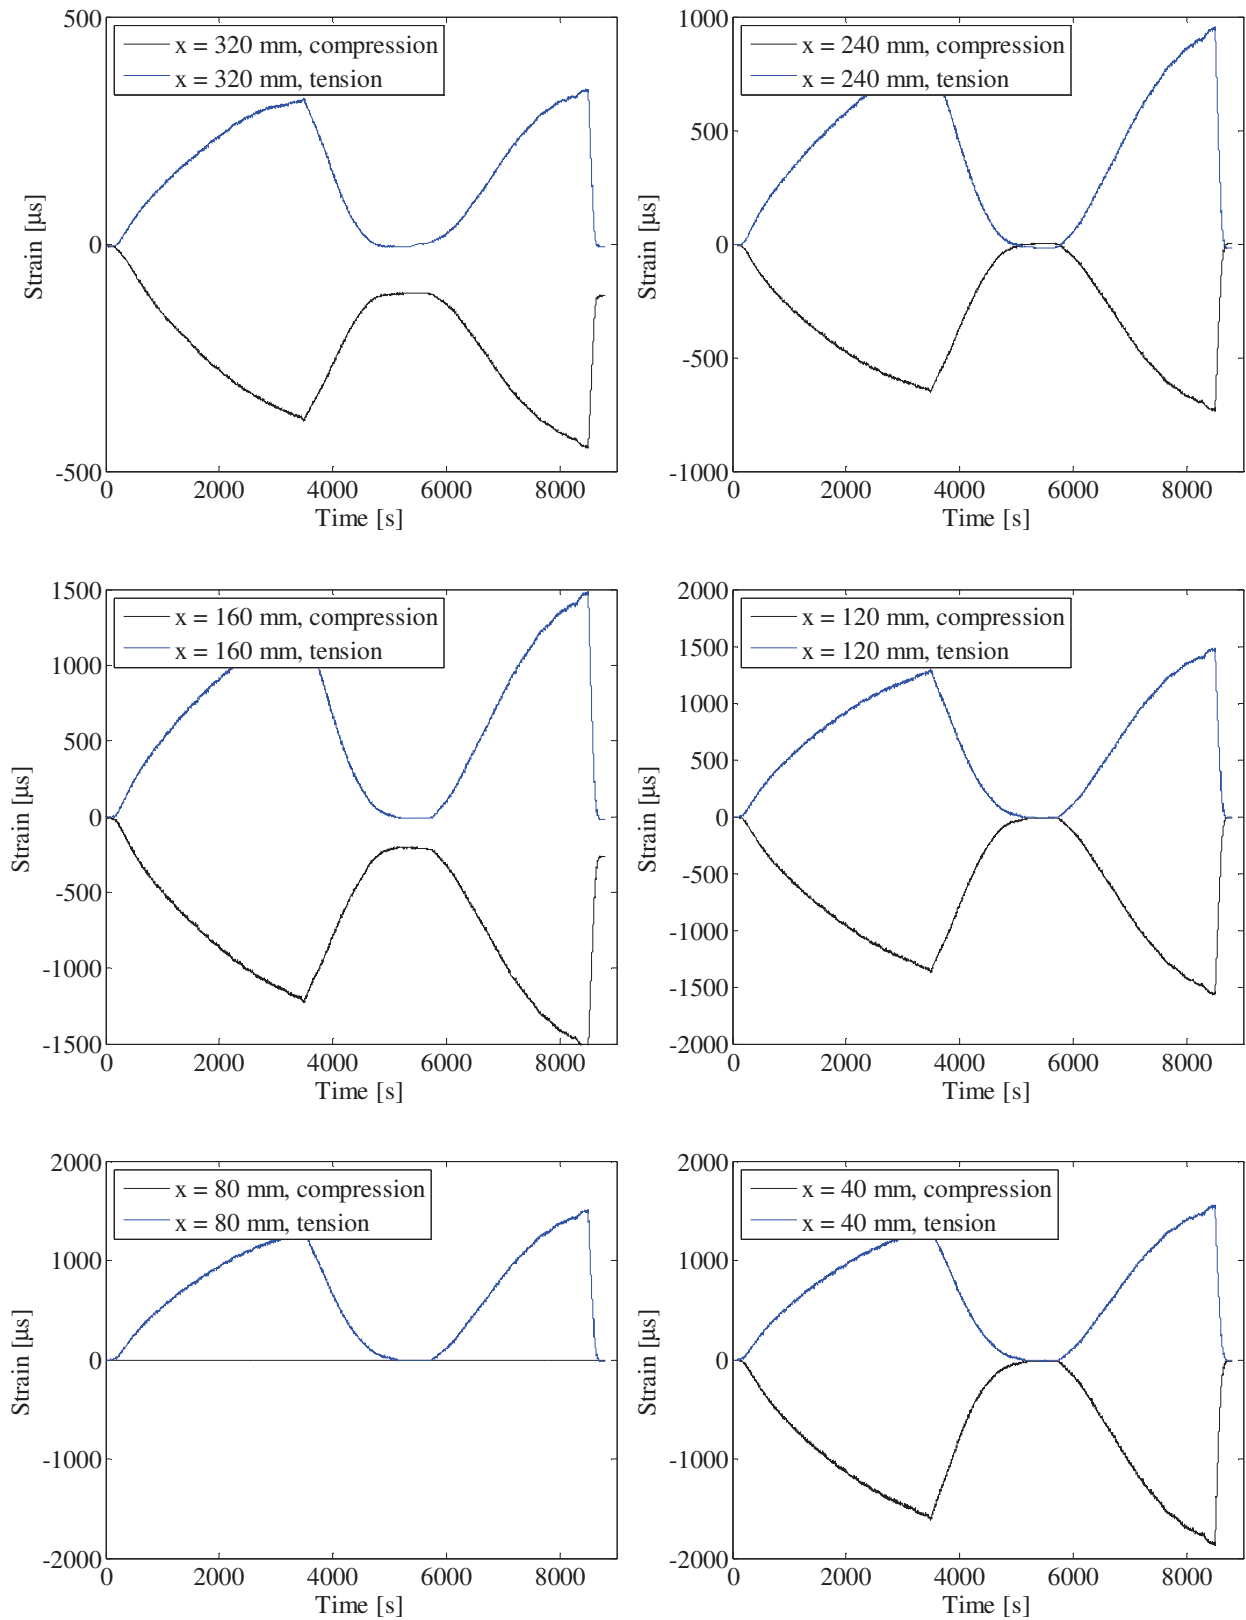 500
x = 320 mm, compression
x = 320 mm, tension
0
-500
Strain [µs]
0 2000 4000 6000 8000
Time [s]
1000
x = 240 mm, compression
x = 240 mm, tension
500
0
-500
-1000
Strain [µs]
0 2000 4000 6000 8000
Time [s]
1500
x = 160 mm, compression
x = 160 mm, tension
1000
500
0
-500
-1000
-1500
Strain [µs]
0 2000 4000 6000 8000
Time [s]
2000
x = 120 mm, compression
x = 120 mm, tension
1500
1000
500
0
-500
-1000
-1500
-2000
Strain [µs]
0 2000 4000 6000 8000
Time [s]
2000
x = 80 mm, compression
x = 80 mm, tension
1000
0
-1000
-2000
Strain [µs]
0 2000 4000 6000 8000
Time [s]
2000
x = 40 mm, compression
x = 40 mm, tension
1000
0
-1000
-2000
Strain [µs]
0 2000 4000 6000 8000
Time [s]